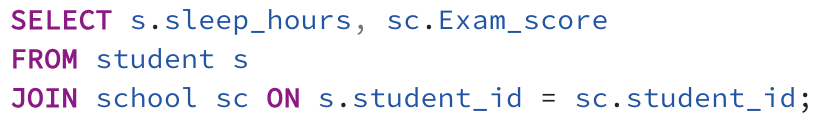 SELECT s.sleep_hours, sc.Exam_score
FROM student s
JOIN school sc ON s.student_id = sc.student_id;